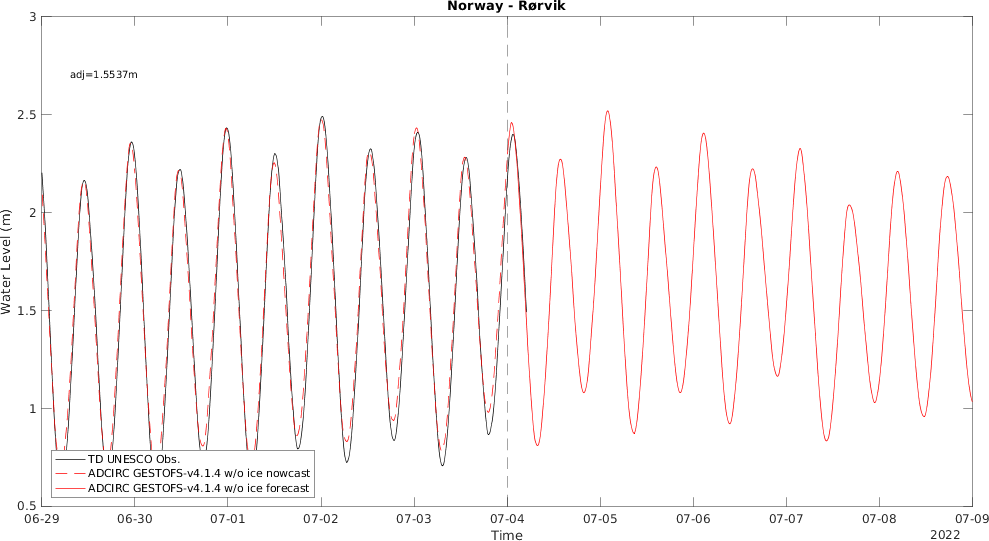 Norway - Rørvik
adj=1.5537m
Water Level (m)
3
2.5
2
1.5
1
0.5
TD UNESCO Obs.
ADCIRC GESTOFS-v4.1.4 w/o ice nowcast
ADCIRC GESTOFS-v4.1.4 w/o ice forecast
06-29 06-30 07-01 07-02 07-03 07-04 07-05 07-06 07-07 07-08 07-09
Time
2022